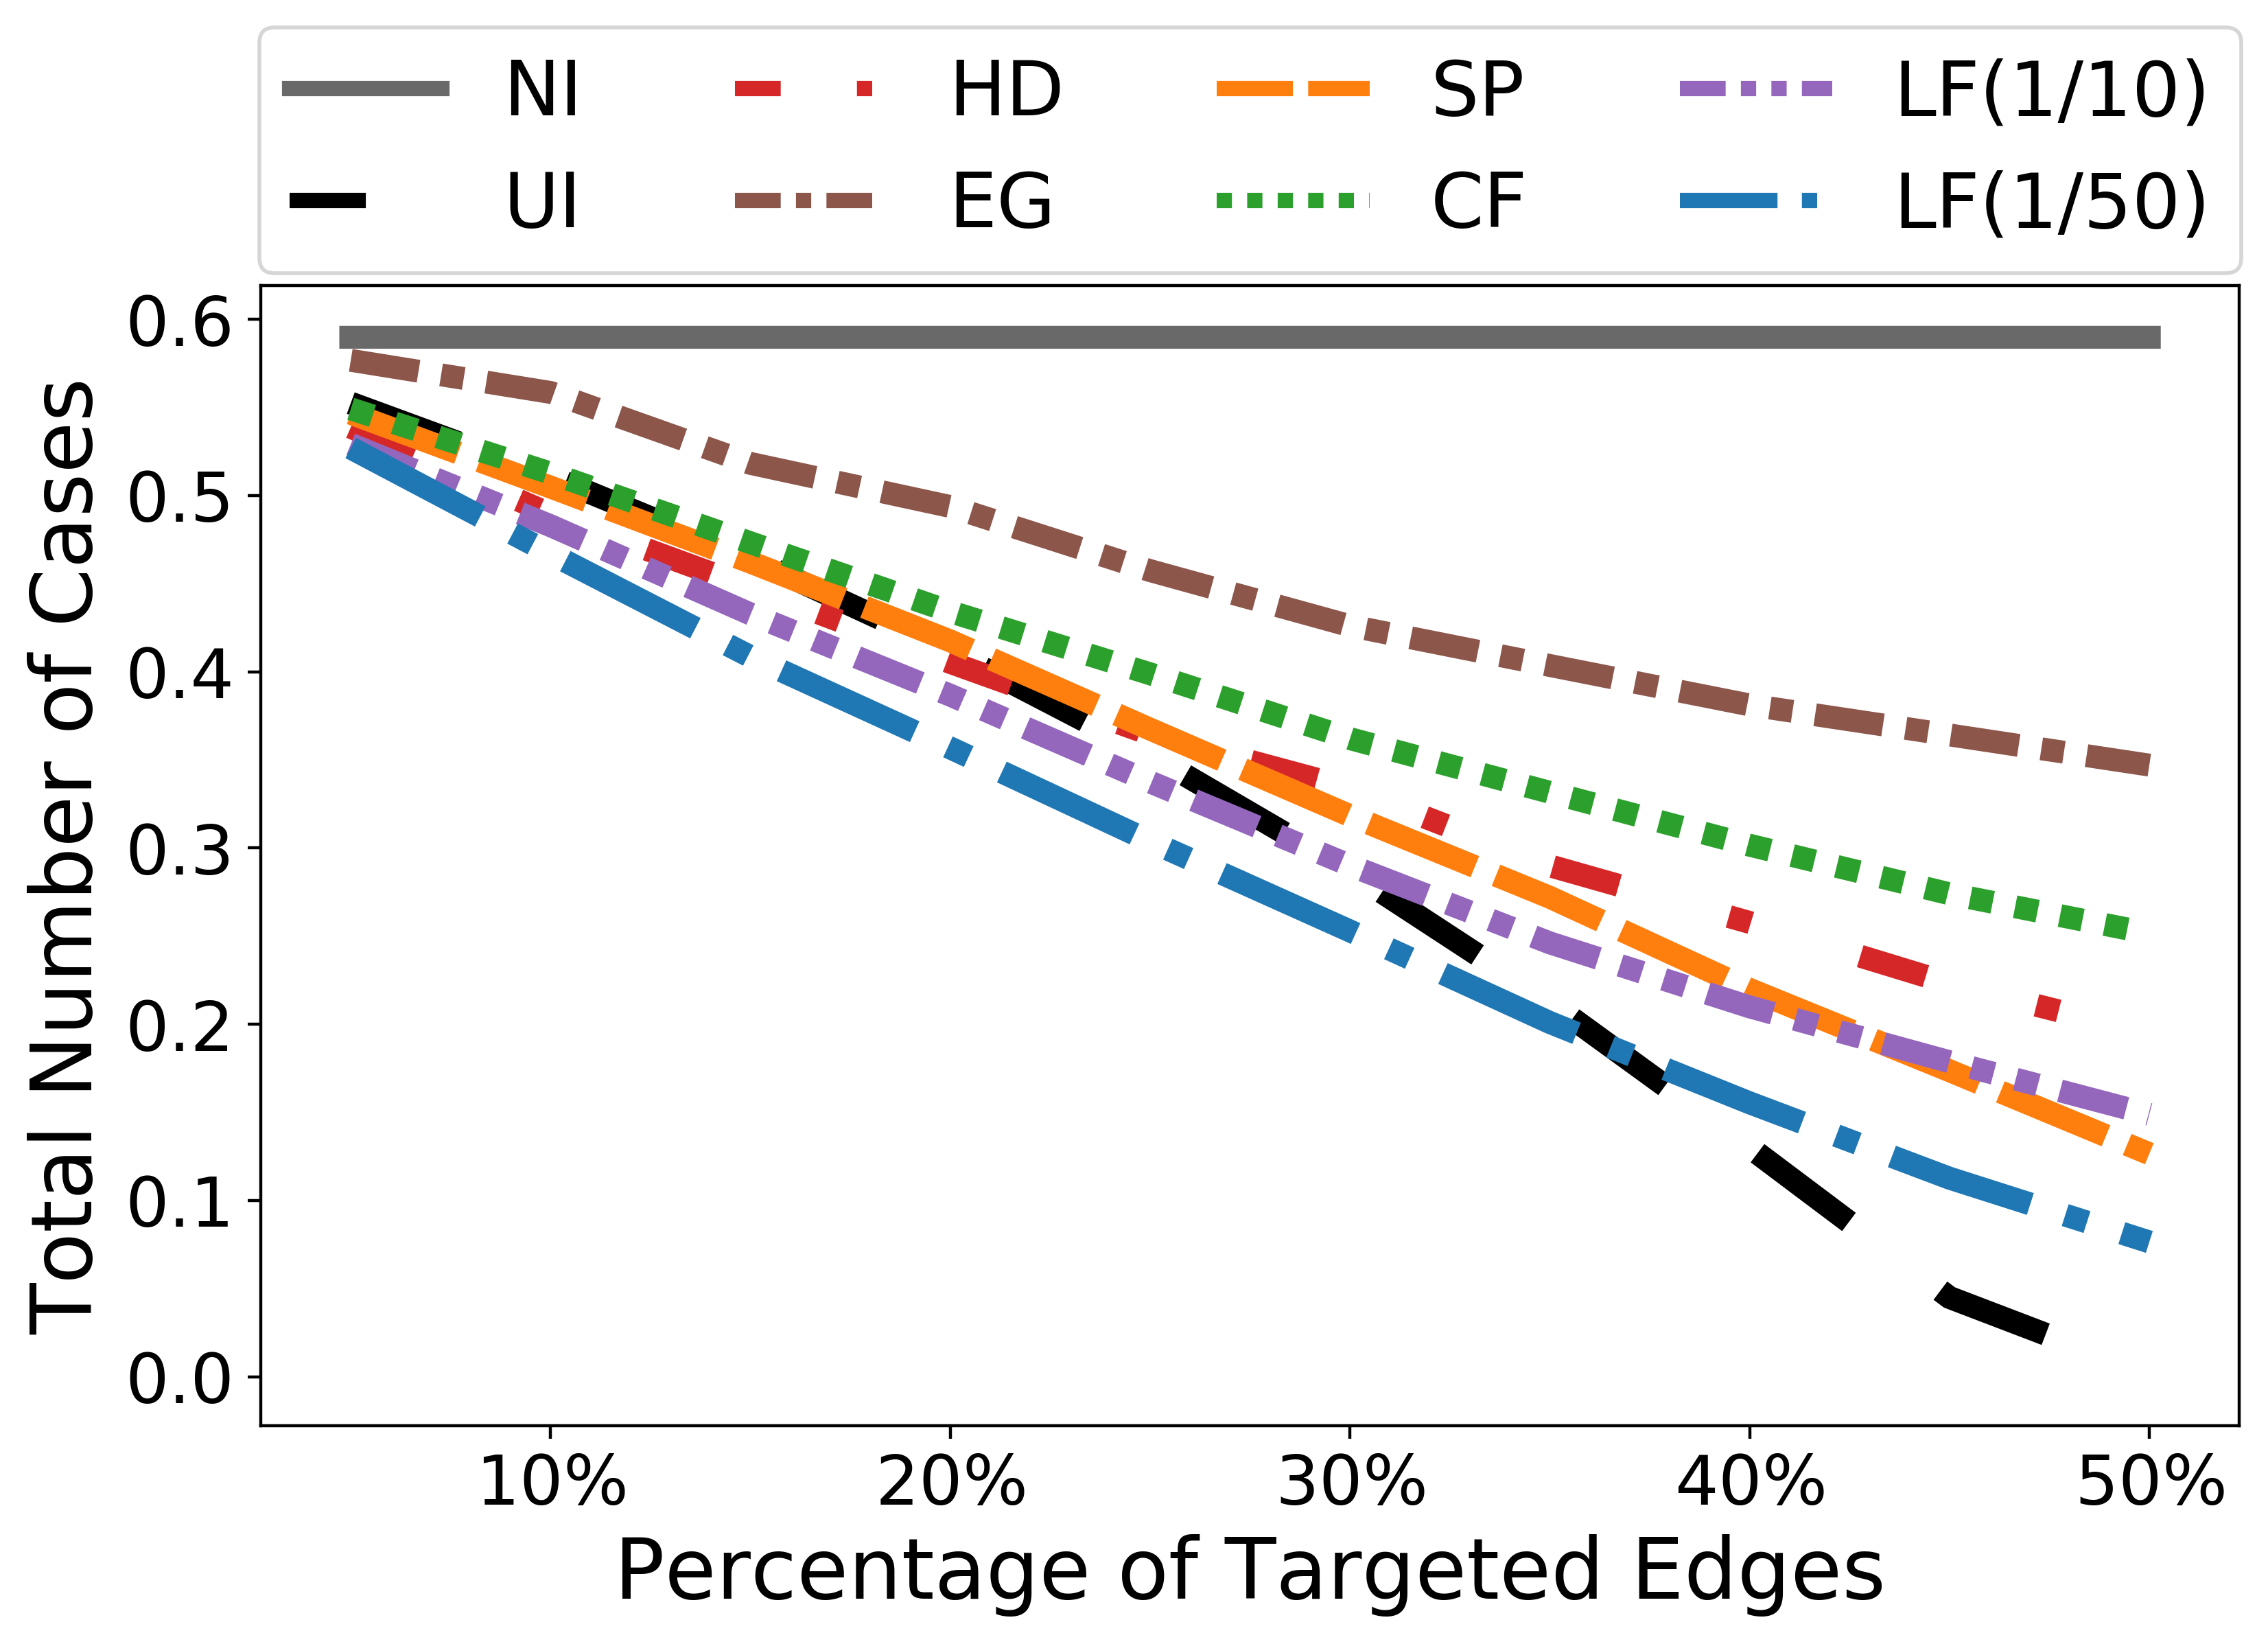 NI HD SP LF(1/10)
UI EG CF LF(1/50)
Total Number of Cases
0.6
0.5
0.4
0.3
0.2
0.1
0.0
10% 20% 30% 40% 50%
Percentage of Targeted Edges